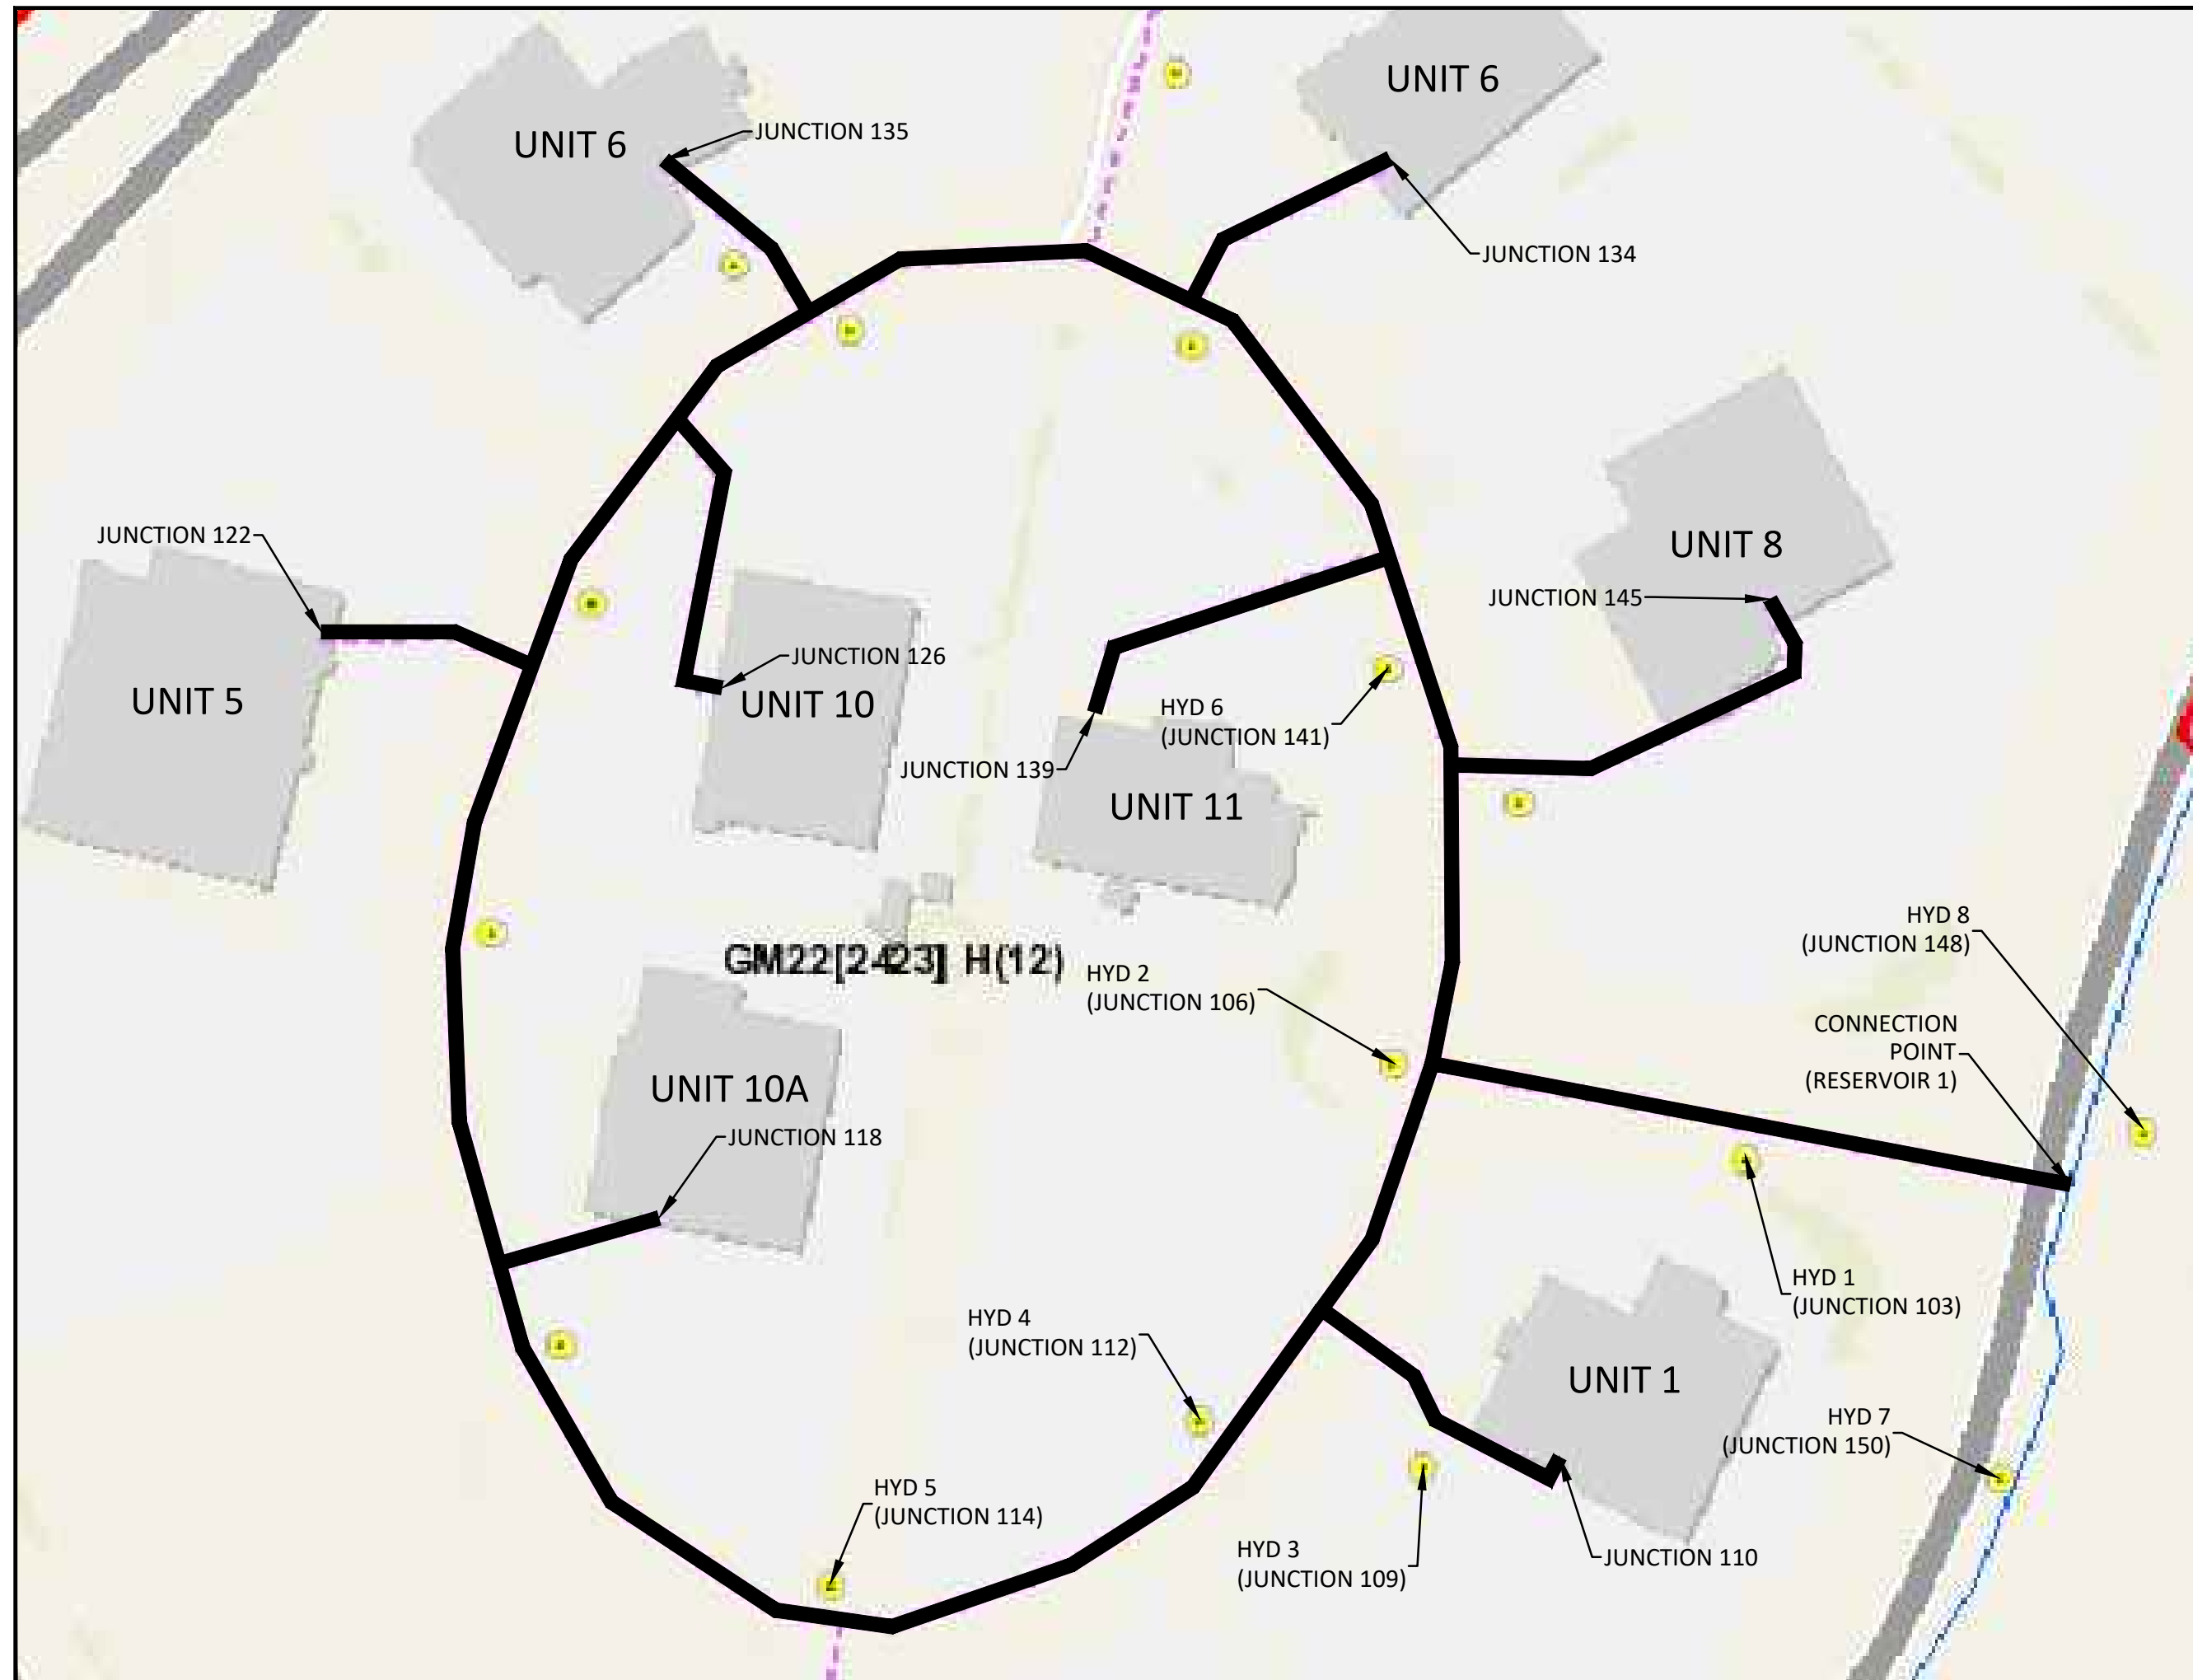 UNIT 6
UNIT 6
JUNCTION 135
JUNCTION 134
JUNCTION 122
UNIT 8
JUNCTION 145
JUNCTION 126
UNIT 5
UNIT 10
HYD 6
(JUNCTION 141)
JUNCTION 139
UNIT 11
HYD 8
(JUNCTION 148)
GM22[2423] H(12)
HYD 2
(JUNCTION 106)
CONNECTION
POINT
(RESERVOIR 1)
UNIT 10A
JUNCTION 118
HYD 1
(JUNCTION 103)
HYD 4
(JUNCTION 112)
UNIT 1
HYD 7
(JUNCTION 150)
HYD 5
(JUNCTION 114)
HYD 3
(JUNCTION 109)
JUNCTION 110